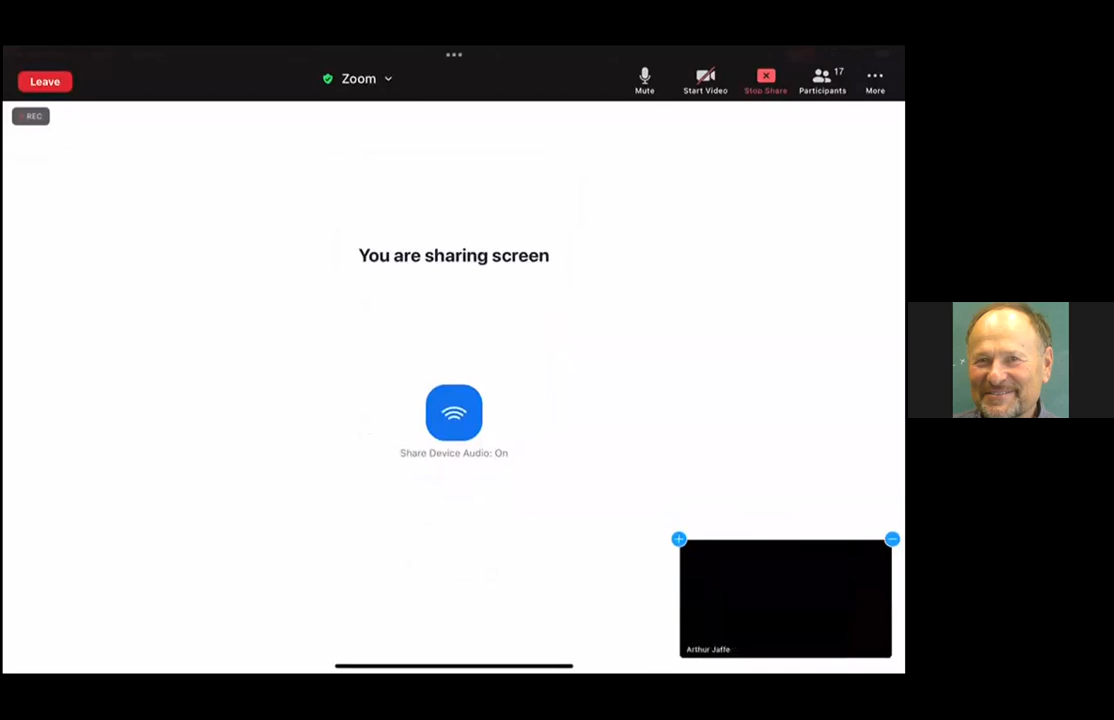 Leave
Zoom
Mute
Start Video
Stop Share
Participants
17
More
REC
You are sharing screen
Share Device Audio: On
Arthur Jaffe